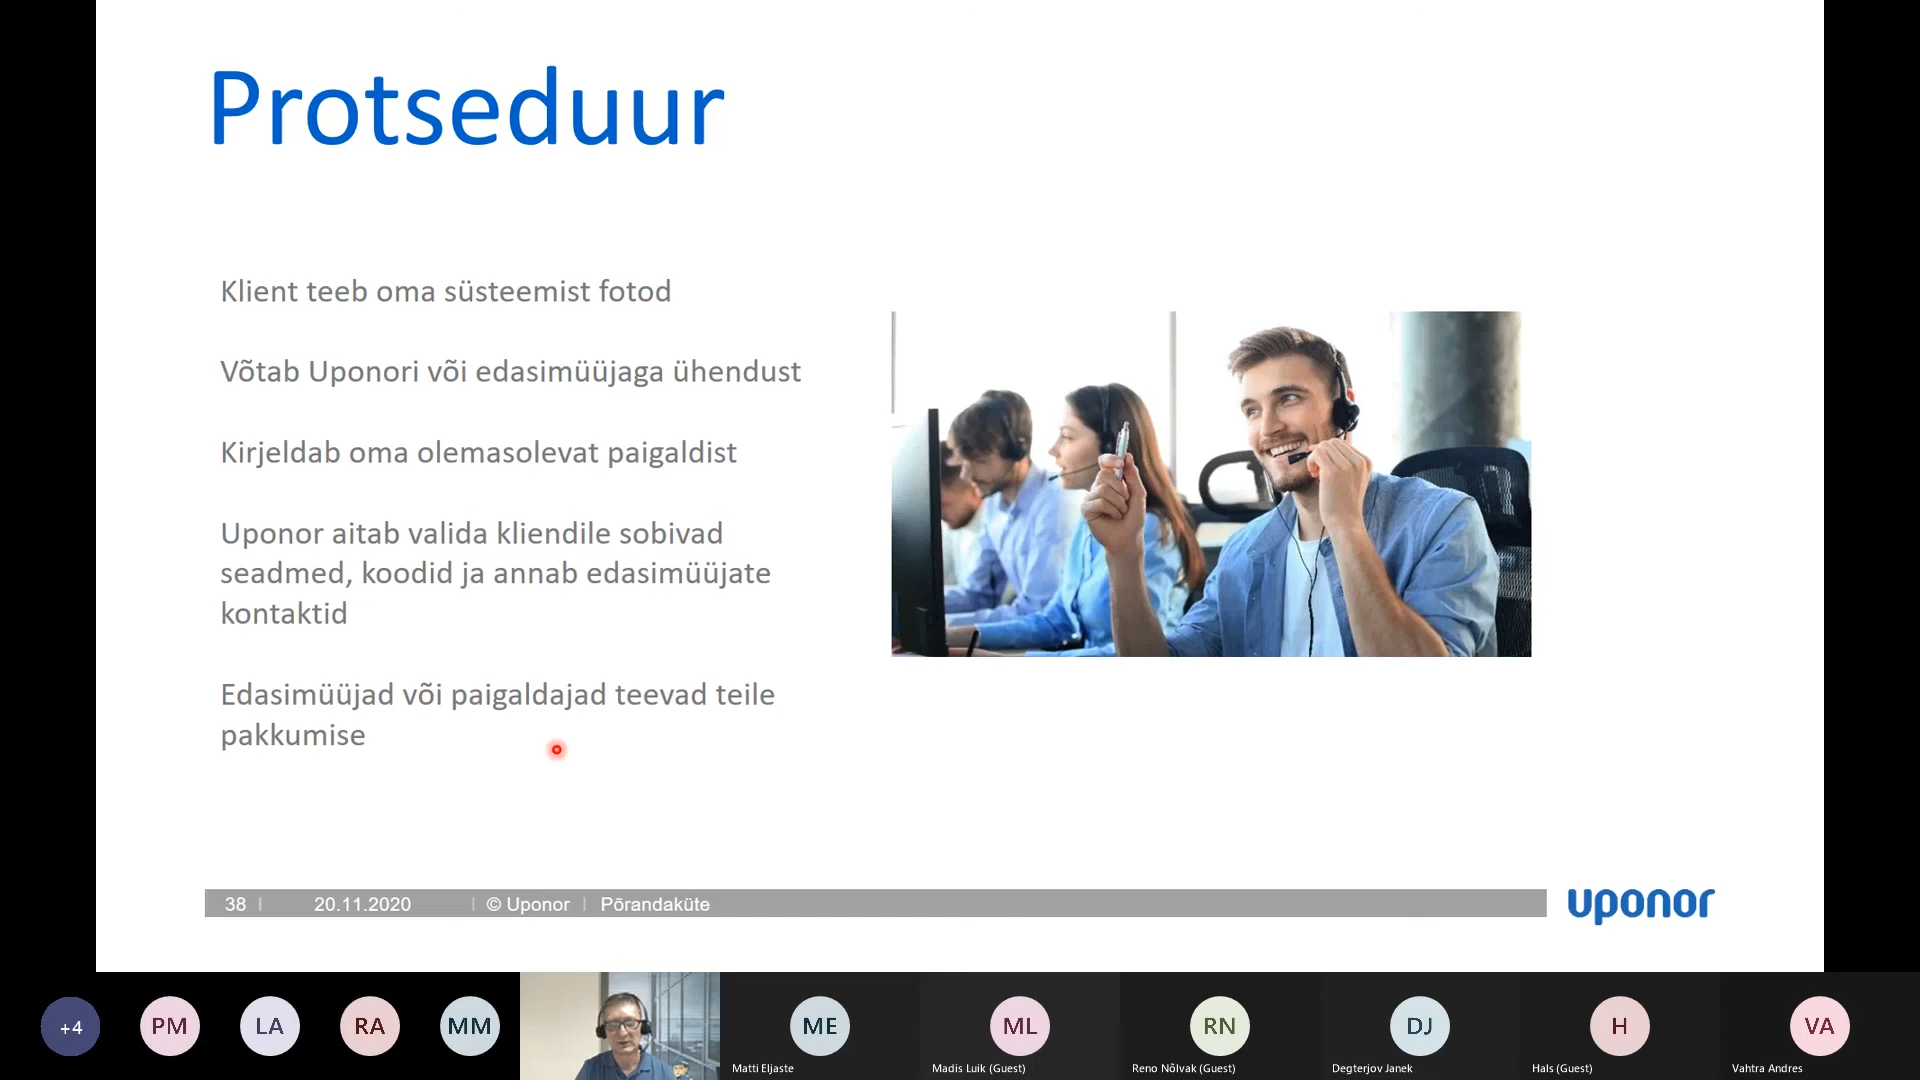 Protseduur
Klient teeb oma süsteemist fotod
Võtab Uponori või edasimüüjaga ühendust
Kirjeldab oma olemasolevat paigaldist
Uponor aitab valida kliendile sobivad
seadmed, koodid ja annab edasimüüjate
kontaktid
Edasimüüjad või paigaldajad teevad teile
pakkumise
38 | 20.11.2020 | © Uponor | Põrandaküte
uponor
+4 PM LA RA MM ME ML RN DJ H VA
Matti Eljaste Madis Luik (Guest) Reno Nõlvak (Guest) Degterjov Janek Hals (Guest) Vahtra Andres